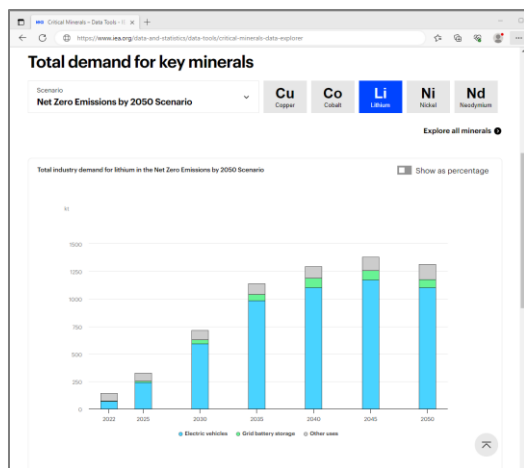 Critical Minerals – Data Tools –
https://www.iea.org/data-and-statistics/data-tools/critical-minerals-data-explorer
Total demand for key minerals
Scenario
Net Zero Emissions by 2050 Scenario
Cu
Copper
Co
Cobalt
Li
Lithium
Ni
Nickel
Nd
Neodymium
Explore all minerals
Total industry demand for lithium in the Net Zero Emissions by 2050 Scenario
Show as percentage
kt
1500
1250
1000
750
500
250
0
2022 2025 2030 2035 2040 2045 2050
Electric vehicles Grid battery storage Other uses